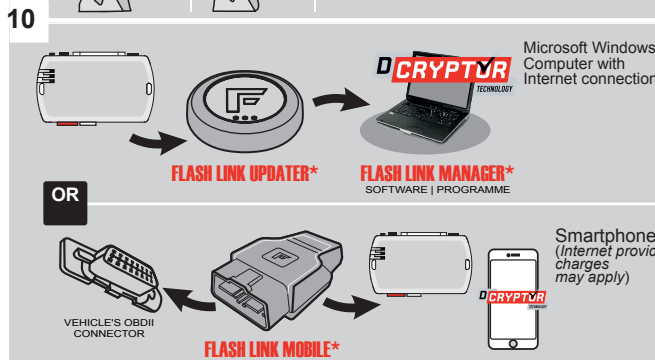 10
DCRYPTOR
TECHNOLOGY
Microsoft Windows
Computer with
Internet connection
FLASH LINK UPDATER*
FLASH LINK MANAGER*
SOFTWARE | PROGRAMME
OR
Smartphone
(Internet provid
charges
may apply)
DCRYPTOR
TECHNOLOGY
VEHICLE'S OBDII
CONNECTOR
FLASH LINK MOBILE*